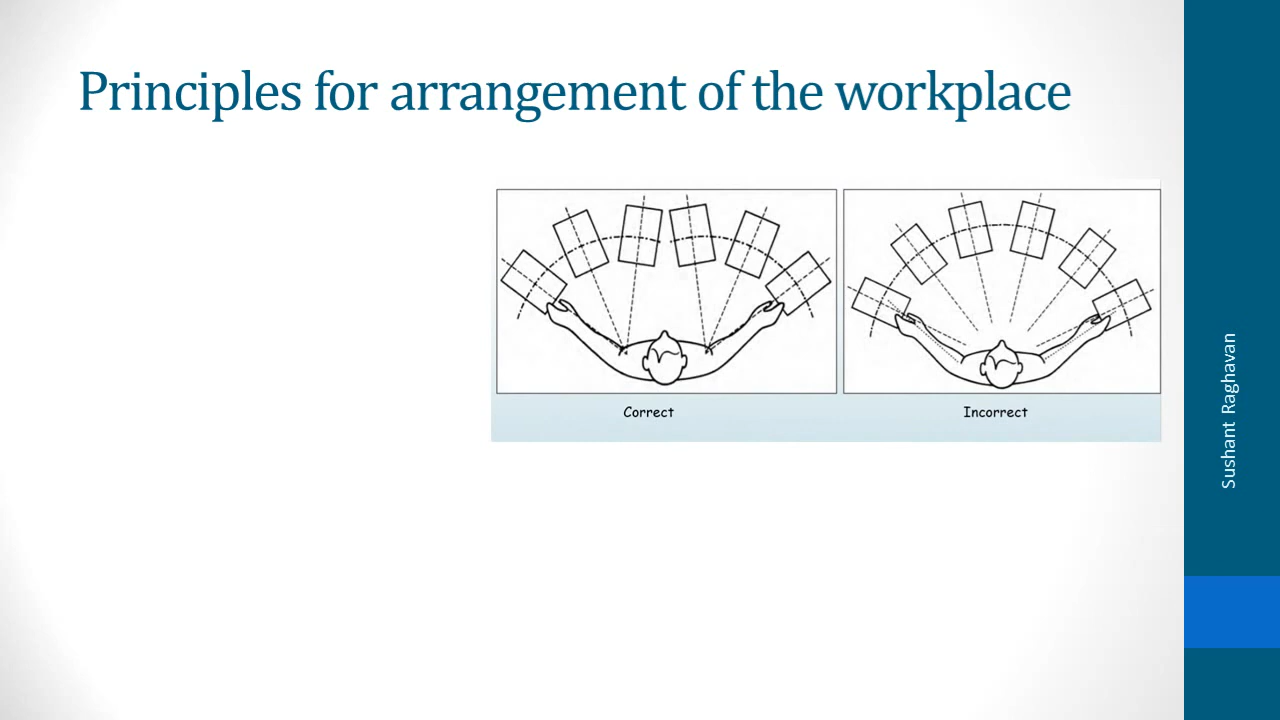 Principles for arrangement of the workplace
Correct
Incorrect
Sushant Raghavan